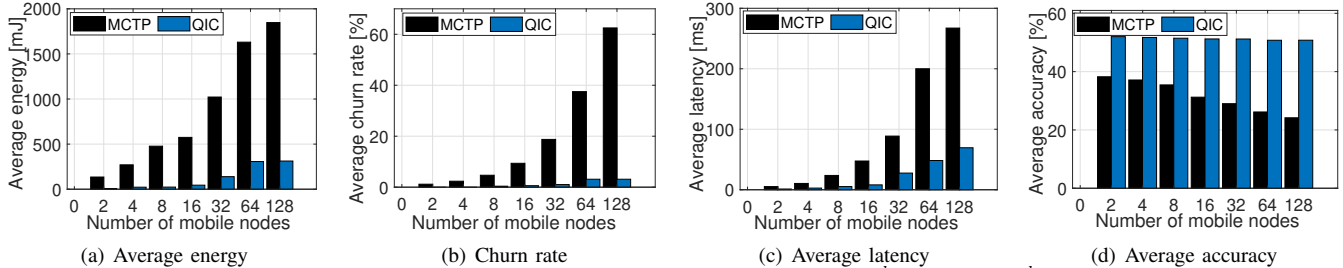 Average energy [mJ]
2000
1500
1000
500
0
MCTP
QIC
0 2 4 8 16 32 64 128
Number of mobile nodes
(a) Average energy
Average churn rate [%]
60
40
20
0
MCTP
QIC
0 2 4 8 16 32 64 128
Number of mobile nodes
(b) Churn rate
Average latency [ms]
300
200
100
0
MCTP
QIC
0 2 4 8 16 32 64 128
Number of mobile nodes
(c) Average latency
Average accuracy [%]
60
40
20
0
MCTP
QIC
0 2 4 8 16 32 64 128
Number of mobile nodes
(d) Average accuracy